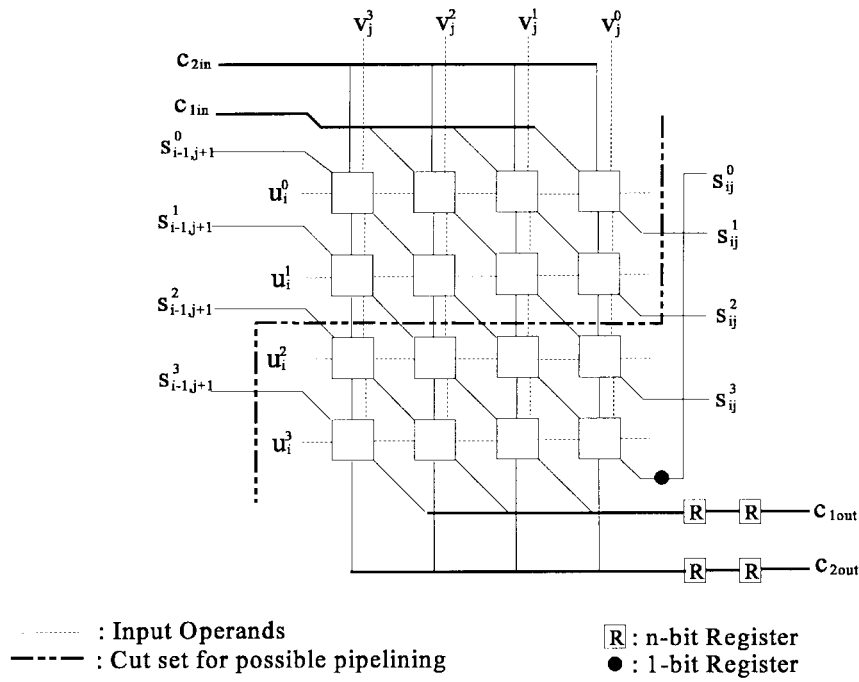 v_j^3 v_j^2 v_j^1 v_j^0
c_2in
c_1in
s_{i-1,j+1}^0
s_ij^0
u_i^0
s_{i-1,j+1}^1
s_ij^1
u_i^1
s_{i-1,j+1}^2
s_ij^2
u_i^2
s_{i-1,j+1}^3
s_ij^3
u_i^3
R R c_1out
R R c_2out
: Input Operands
: Cut set for possible pipelining
R : n-bit Register
: 1-bit Register